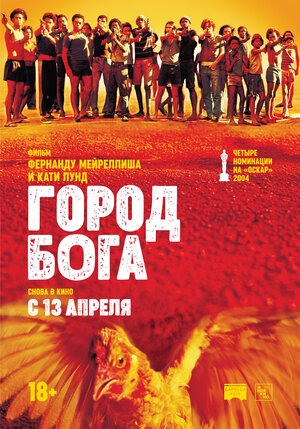 ФИЛЬМ
ФЕРНАНДУ МЕЙРЕЛЛИША
И КАТИ ЛУНД
ЧЕТЫРЕ
НОМИНАЦИИ
НА «ОСКАР»
2004
ГОРОД
БОГА
СНОВА В КИНО
С 13 АПРЕЛЯ
18+